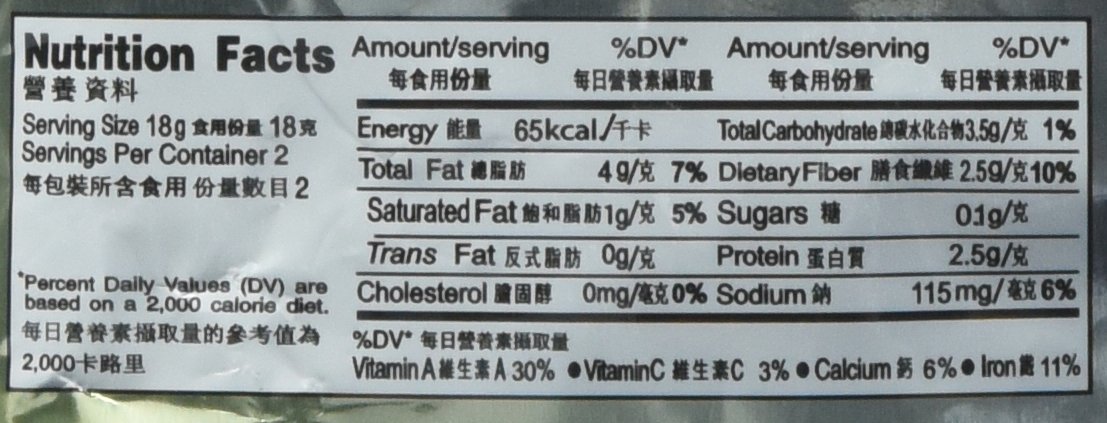 Nutrition Facts
營養資料
Serving Size 18g 食用份量 18克
Servings Per Container 2
每包裝所含食用份量數目2
*Percent Daily Values (DV) are
based on a 2,000 calorie diet.
每日營養素攝取量的參考值為
2,000卡路里
Amount/serving %DV* Amount/serving %DV*
每食用份量 每日營養素攝取量 每食用份量 每日營養素攝取量
Energy 能量 65kcal/千卡 Total Carbohydrate 總碳水化合物3.5g/克 1%
Total Fat 總脂肪 4g/克 7% Dietary Fiber 膳食纖維 2.5g/克10%
Saturated Fat 飽和脂肪1g/克 5% Sugars 糖 0.1g/克
Trans Fat 反式脂肪 0g/克 Protein 蛋白質 2.5g/克
Cholesterol 膽固醇 0mg/毫克0% Sodium 鈉 115mg/毫克6%
%DV* 每日營養素攝取量
Vitamin A 維生素A 30% ●Vitamin C 維生素C 3% ● Calcium 鈣 6% ● Iron 鐵 11%